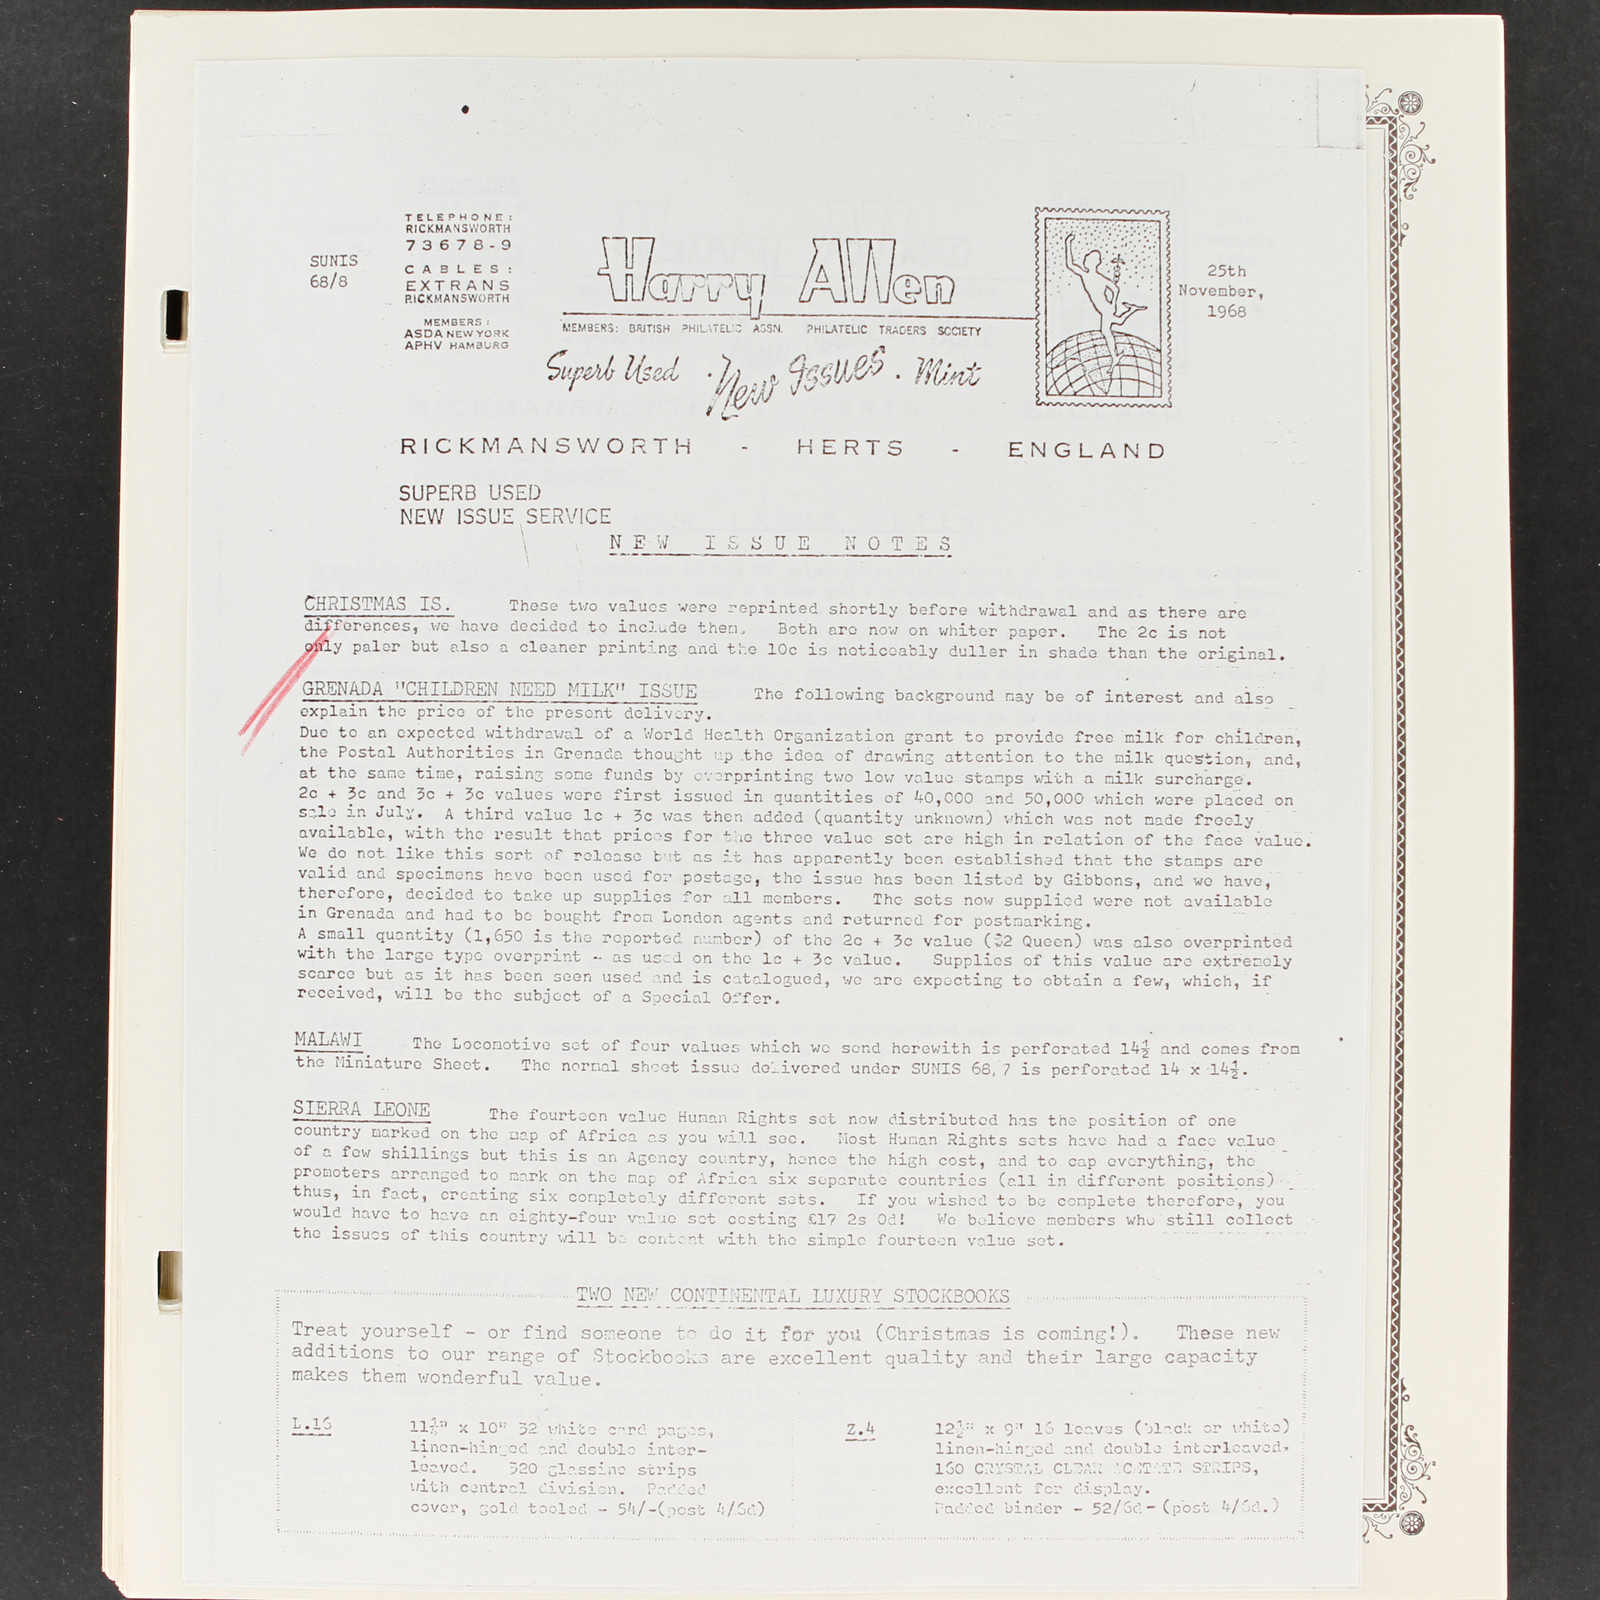 SUNIS
68/8
TELEPHONE:
RICKMANSWORTH
73678-9
CABLES:
EXTRANS
RICKMANSWORTH
MEMBERS:
ASDA NEW YORK
APHV HAMBURG
Harry Allen
MEMBERS: BRITISH PHILATELIC ASSN. PHILATELIC TRADERS SOCIETY
Superb Used . New Issues . Mint
25th
November,
1968
RICKMANSWORTH - HERTS - ENGLAND
SUPERB USED
NEW ISSUE SERVICE
NEW ISSUE NOTES
CHRISTMAS IS. These two values were reprinted shortly before withdrawal and as there are
differences, we have decided to include them. Both are now on whiter paper. The 2c is not
only paler but also a cleaner printing and the 10c is noticeably duller in shade than the original.
GRENADA "CHILDREN NEED MILK" ISSUE The following background may be of interest and also
explain the price of the present delivery.
Due to an expected withdrawal of a World Health Organization grant to provide free milk for children,
the Postal Authorities in Grenada thought up the idea of drawing attention to the milk question, and,
at the same time, raising some funds by overprinting two low value stamps with a milk surcharge.
2c + 3c and 3c + 3c values were first issued in quantities of 40,000 and 50,000 which were placed on
sale in July. A third value 1c + 3c was then added (quantity unknown) which was not made freely
available, with the result that prices for the three value set are high in relation of the face value.
We do not like this sort of release but as it has apparently been established that the stamps are
valid and specimens have been used for postage, the issue has been listed by Gibbons, and we have,
therefore, decided to take up supplies for all members. The sets now supplied were not available
in Grenada and had to be bought from London agents and returned for postmarking.
A small quantity (1,650 is the reported number) of the 2c + 3c value ($2 Queen) was also overprinted
with the large type overprint - as used on the 1c + 3c value. Supplies of this value are extremely
scarce but as it has been seen used and is catalogued, we are expecting to obtain a few, which, if
received, will be the subject of a Special Offer.
MALAWI The Locomotive set of four values which we send herewith is perforated 14½ and comes from
the Miniature Sheet. The normal sheet issue delivered under SUNIS 68/7 is perforated 14 x 14½.
SIERRA LEONE The fourteen value Human Rights set now distributed has the position of one
country marked on the map of Africa as you will see. Most Human Rights sets have had a face value
of a few shillings but this is an Agency country, hence the high cost, and to cap everything, the
promoters arranged to mark on the map of Africa six separate countries (all in different positions)
thus, in fact, creating six completely different sets. If you wished to be complete therefore, you
would have to have an eighty-four value set costing £17 2s 0d! We believe members who still collect
the issues of this country will be content with the simple fourteen value set.
TWO NEW CONTINENTAL LUXURY STOCKBOOKS
Treat yourself - or find someone to do it for you (Christmas is coming!). These new
additions to our range of Stockbooks are excellent quality and their large capacity
makes them wonderful value.
L.16 11½" x 10" 32 white card pages,
linen-hinged and double inter-
leaved. 320 glassine strips
with central division. Padded
cover, gold tooled - 54/-(post 4/6d)
Z.4 12½" x 9" 16 leaves (black or white)
linen-hinged and double interleaved.
160 CRYSTAL CLEAR ACETATE STRIPS,
excellent for display.
Padded binder - 52/6d- (post 4/6d.)